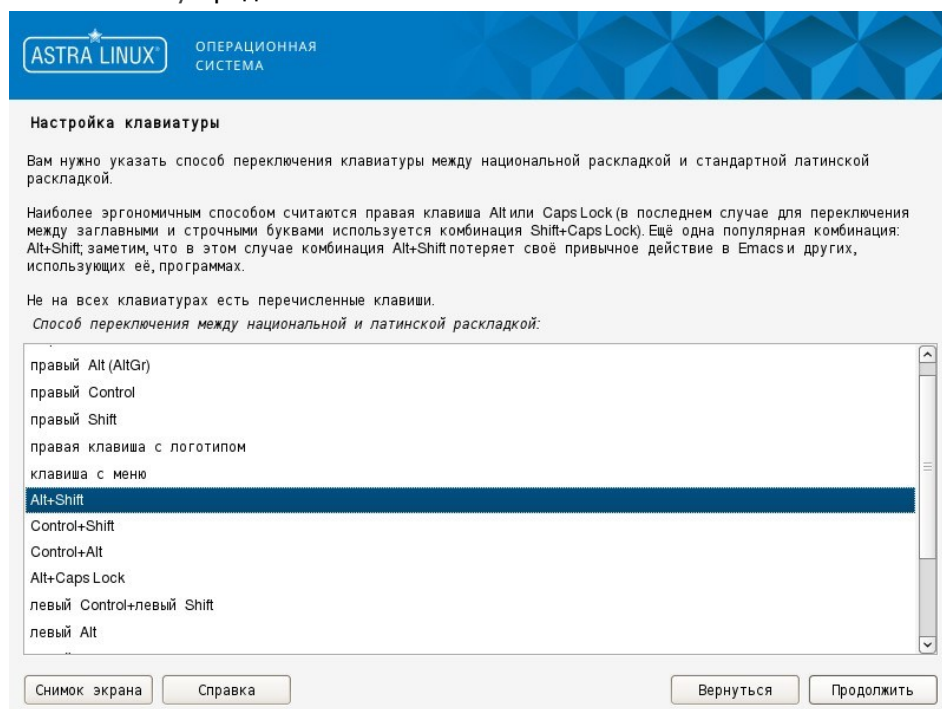 ASTRA LINUX®
ОПЕРАЦИОННАЯ
СИСТЕМА
Настройка клавиатуры
Вам нужно указать способ переключения клавиатуры между национальной раскладкой и стандартной латинской
раскладкой.
Наиболее эргономичным способом считаются правая клавиша Alt или Caps Lock (в последнем случае для переключения
между заглавными и строчными буквами используется комбинация Shift+Caps Lock). Ещё одна популярная комбинация:
Alt+Shift; заметим, что в этом случае комбинация Alt+Shift потеряет своё привычное действие в Emacs и других,
использующих её, программах.
Не на всех клавиатурах есть перечисленные клавиши.
Способ переключения между национальной и латинской раскладкой:
правый Alt (AltGr)
правый Control
правый Shift
правая клавиша с логотипом
клавиша с меню
Alt+Shift
Control+Shift
Control+Alt
Alt+Caps Lock
левый Control+левый Shift
левый Alt
Снимок экрана
Справка
Вернуться
Продолжить